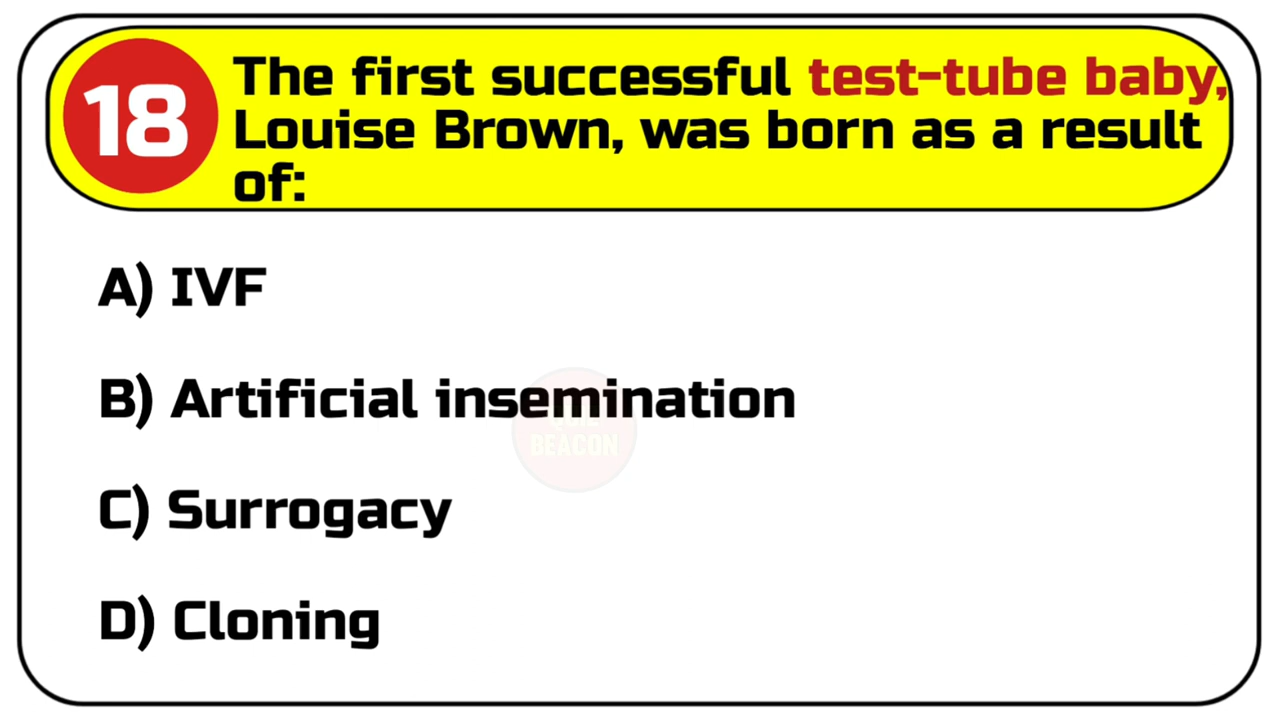 18
The first successful test-tube baby,
Louise Brown, was born as a result
of:
A) IVF
B) Artificial insemination
C) Surrogacy
D) Cloning
BEACON